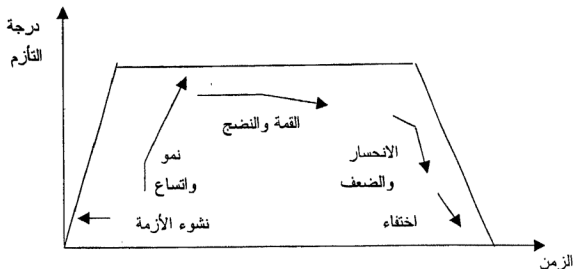 درجة
التأزم
القمة والنضج
نمو
واتساع
الانحسار
والضعف
نشوء الأزمة
اختفاء
الزمن